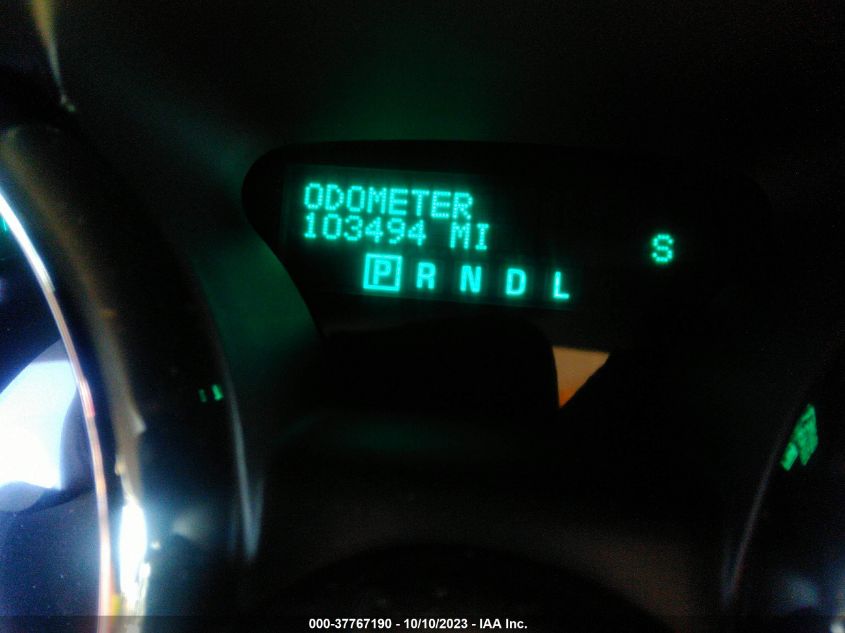 ODOMETER
103494 MI
S
P R N D L
000-37767190 - 10/10/2023 - IAA Inc.